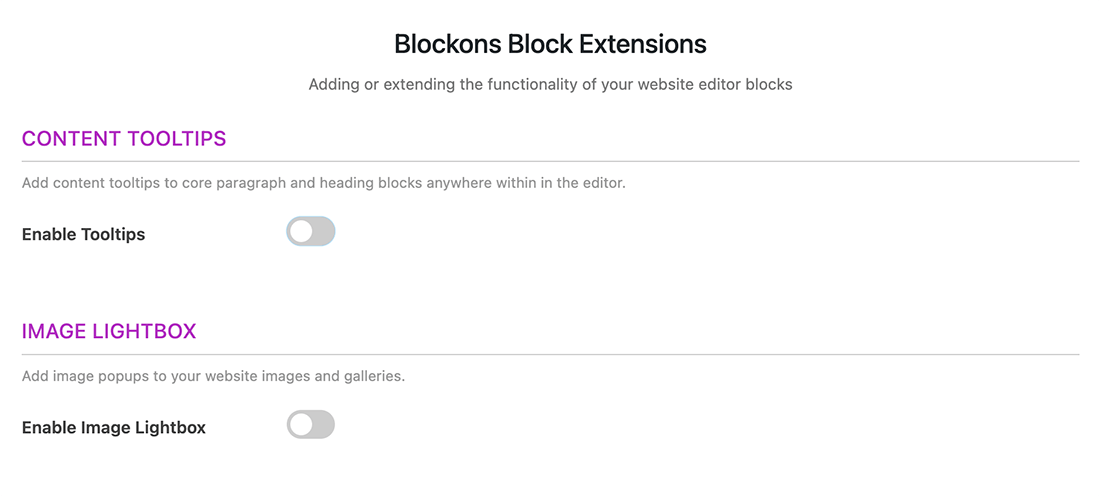 Blockons Block Extensions
Adding or extending the functionality of your website editor blocks
CONTENT TOOLTIPS
Add content tooltips to core paragraph and heading blocks anywhere within in the editor.
Enable Tooltips
IMAGE LIGHTBOX
Add image popups to your website images and galleries.
Enable Image Lightbox